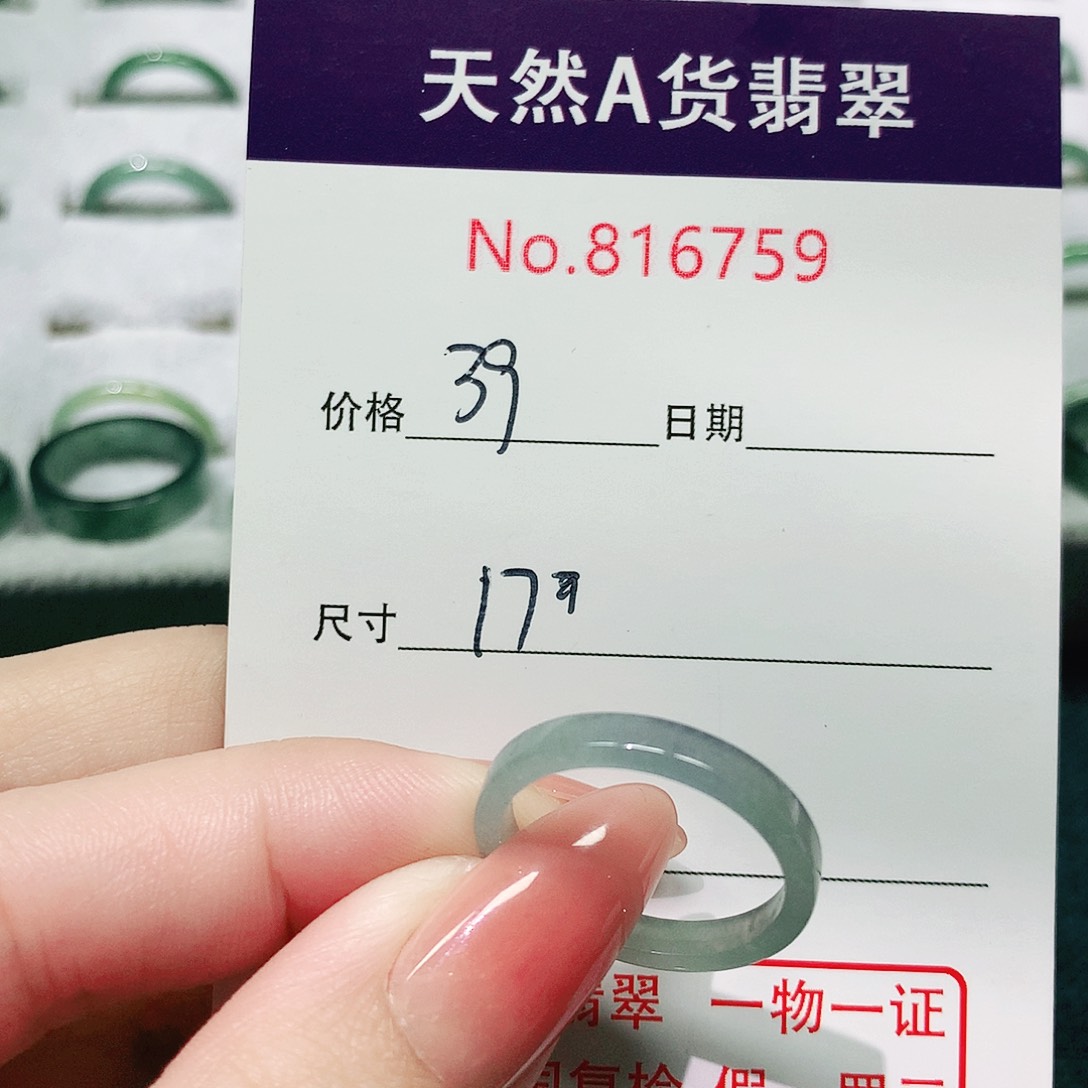 天然A货翡翠
No.816759
价格 39 日期
尺寸 17
翡翠 一物一证